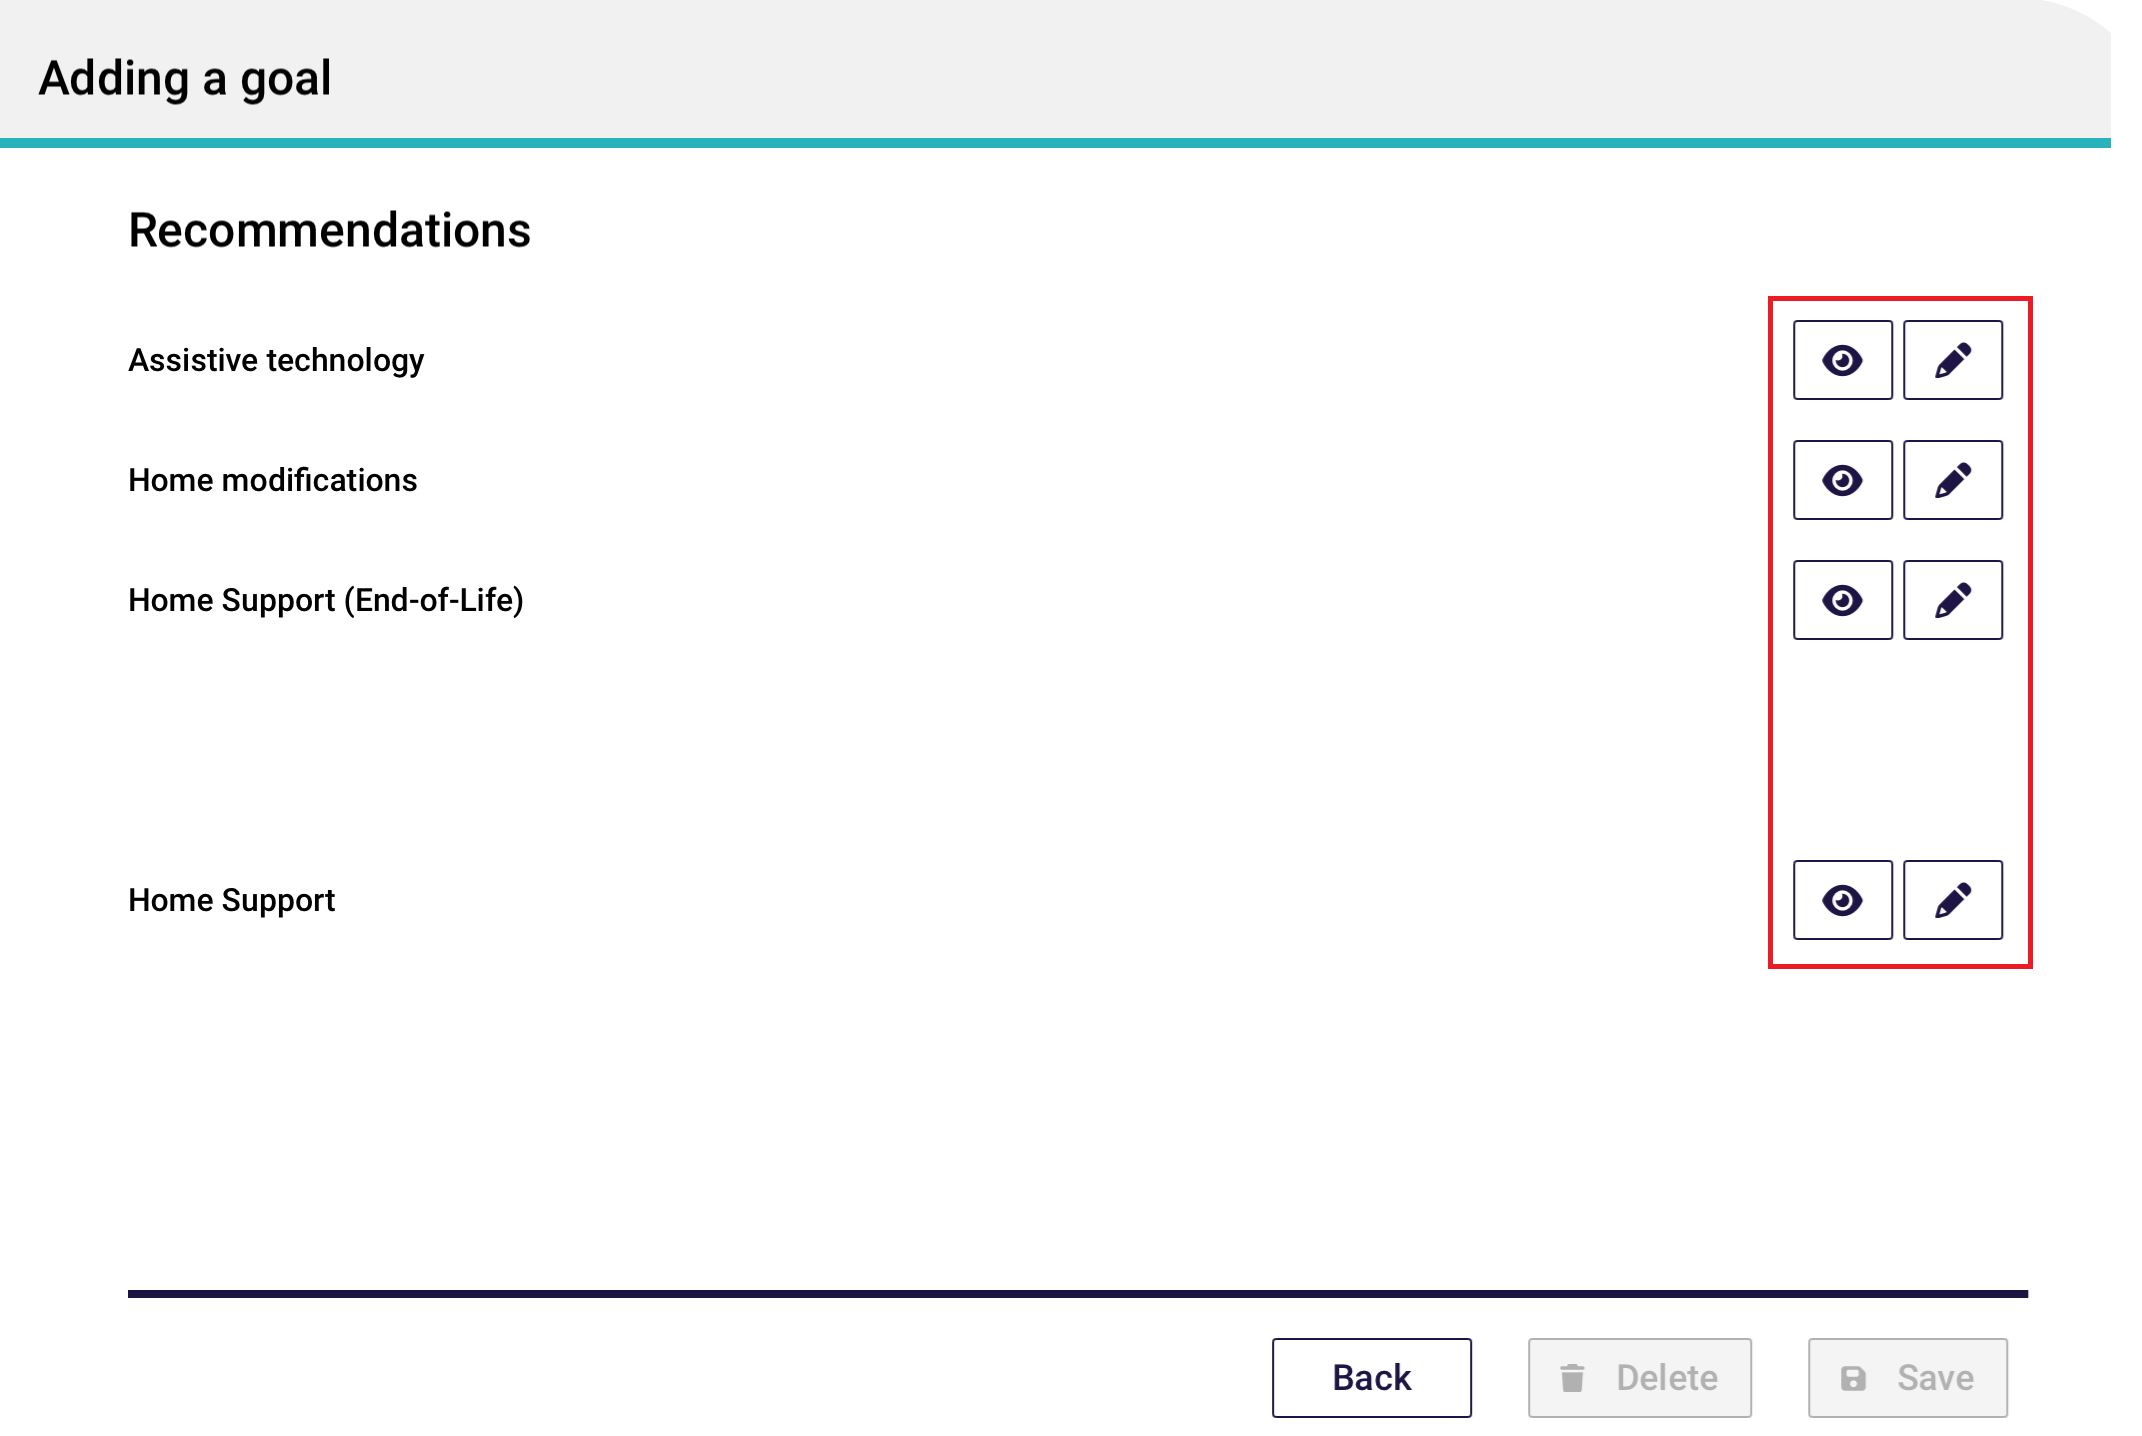 Adding a goal
Recommendations
Assistive technology
Home modifications
Home Support (End-of-Life)
Home Support
Back
Delete
Save